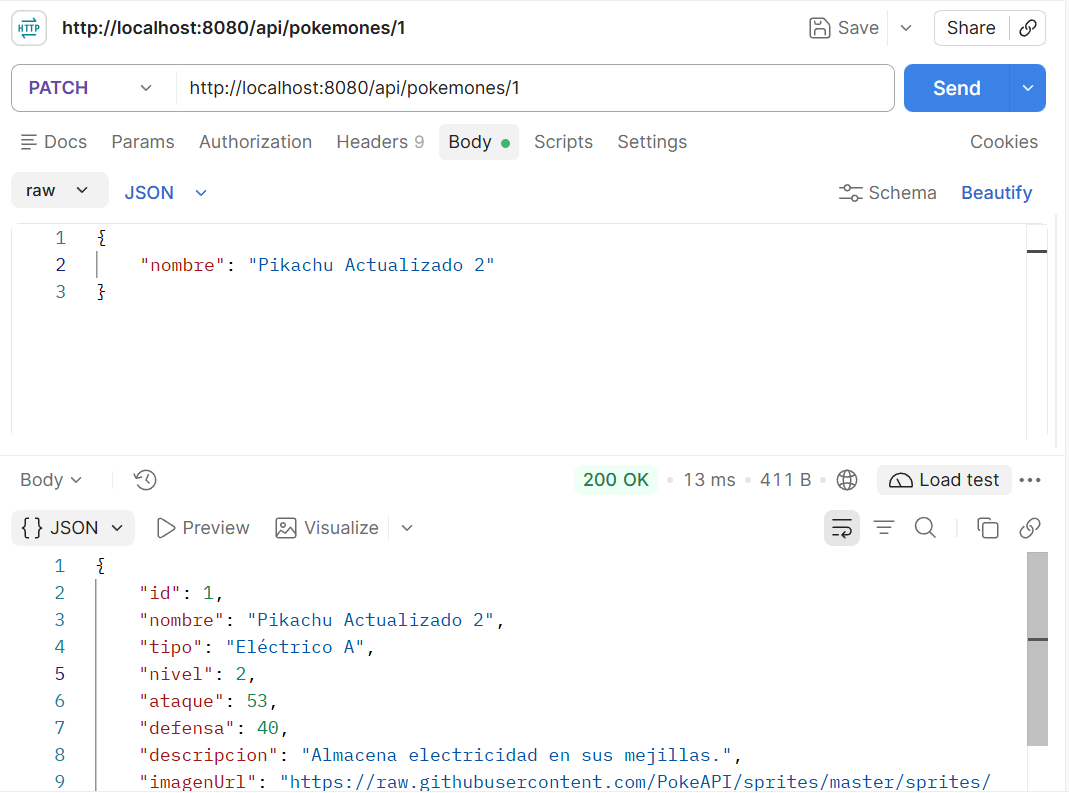 HTTP http://localhost:8080/api/pokemones/1 Save Share
PATCH http://localhost:8080/api/pokemones/1 Send
Docs Params Authorization Headers 9 Body Scripts Settings Cookies
raw JSON Schema Beautify
1 {
2 "nombre": "Pikachu Actualizado 2"
3 }
Body 200 OK 13 ms 411 B Load test
{} JSON Preview Visualize
1 {
2 "id": 1,
3 "nombre": "Pikachu Actualizado 2",
4 "tipo": "Eléctrico A",
5 "nivel": 2,
6 "ataque": 53,
7 "defensa": 40,
8 "descripcion": "Almacena electricidad en sus mejillas.",
9 "imagenUrl": "https://raw.githubusercontent.com/PokeAPI/sprites/master/sprites/